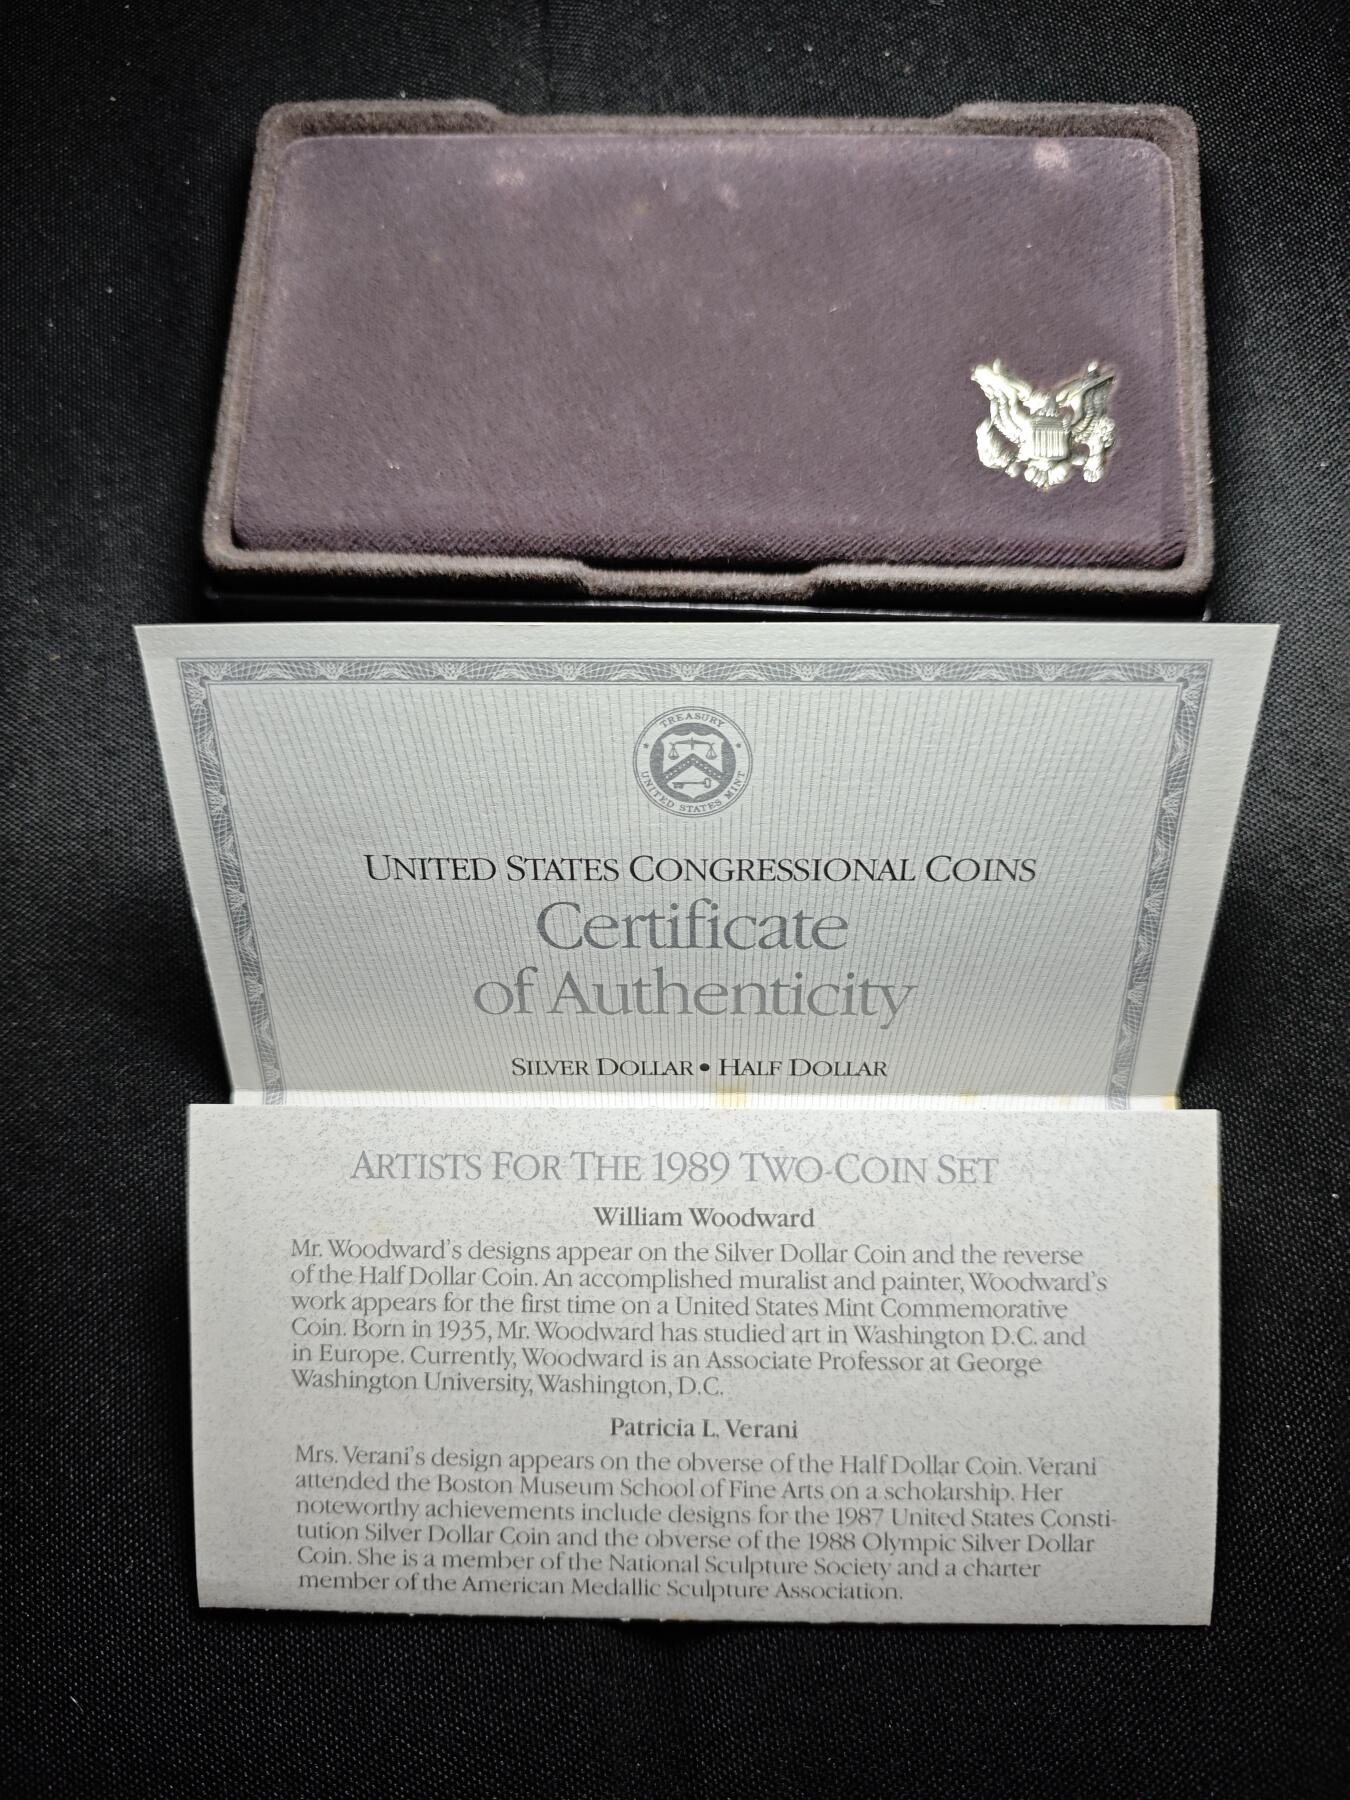 TREASURY
UNITED STATES MINT
UNITED STATES CONGRESSIONAL COINS
Certificate
of Authenticity
SILVER DOLLAR • HALF DOLLAR
ARTISTS FOR THE 1989 TWO-COIN SET
William Woodward
Mr. Woodward's designs appear on the Silver Dollar Coin and the reverse
of the Half Dollar Coin. An accomplished muralist and painter, Woodward's
work appears for the first time on a United States Mint Commemorative
Coin. Born in 1935, Mr. Woodward has studied art in Washington D.C. and
in Europe. Currently, Woodward is an Associate Professor at George
Washington University, Washington, D.C.
Patricia L. Verani
Mrs. Verani's design appears on the obverse of the Half Dollar Coin. Verani
attended the Boston Museum School of Fine Arts on a scholarship. Her
noteworthy achievements include designs for the 1987 United States Consti-
tution Silver Dollar Coin and the obverse of the 1988 Olympic Silver Dollar
Coin. She is a member of the National Sculpture Society and a charter
member of the American Medallic Sculpture Association.